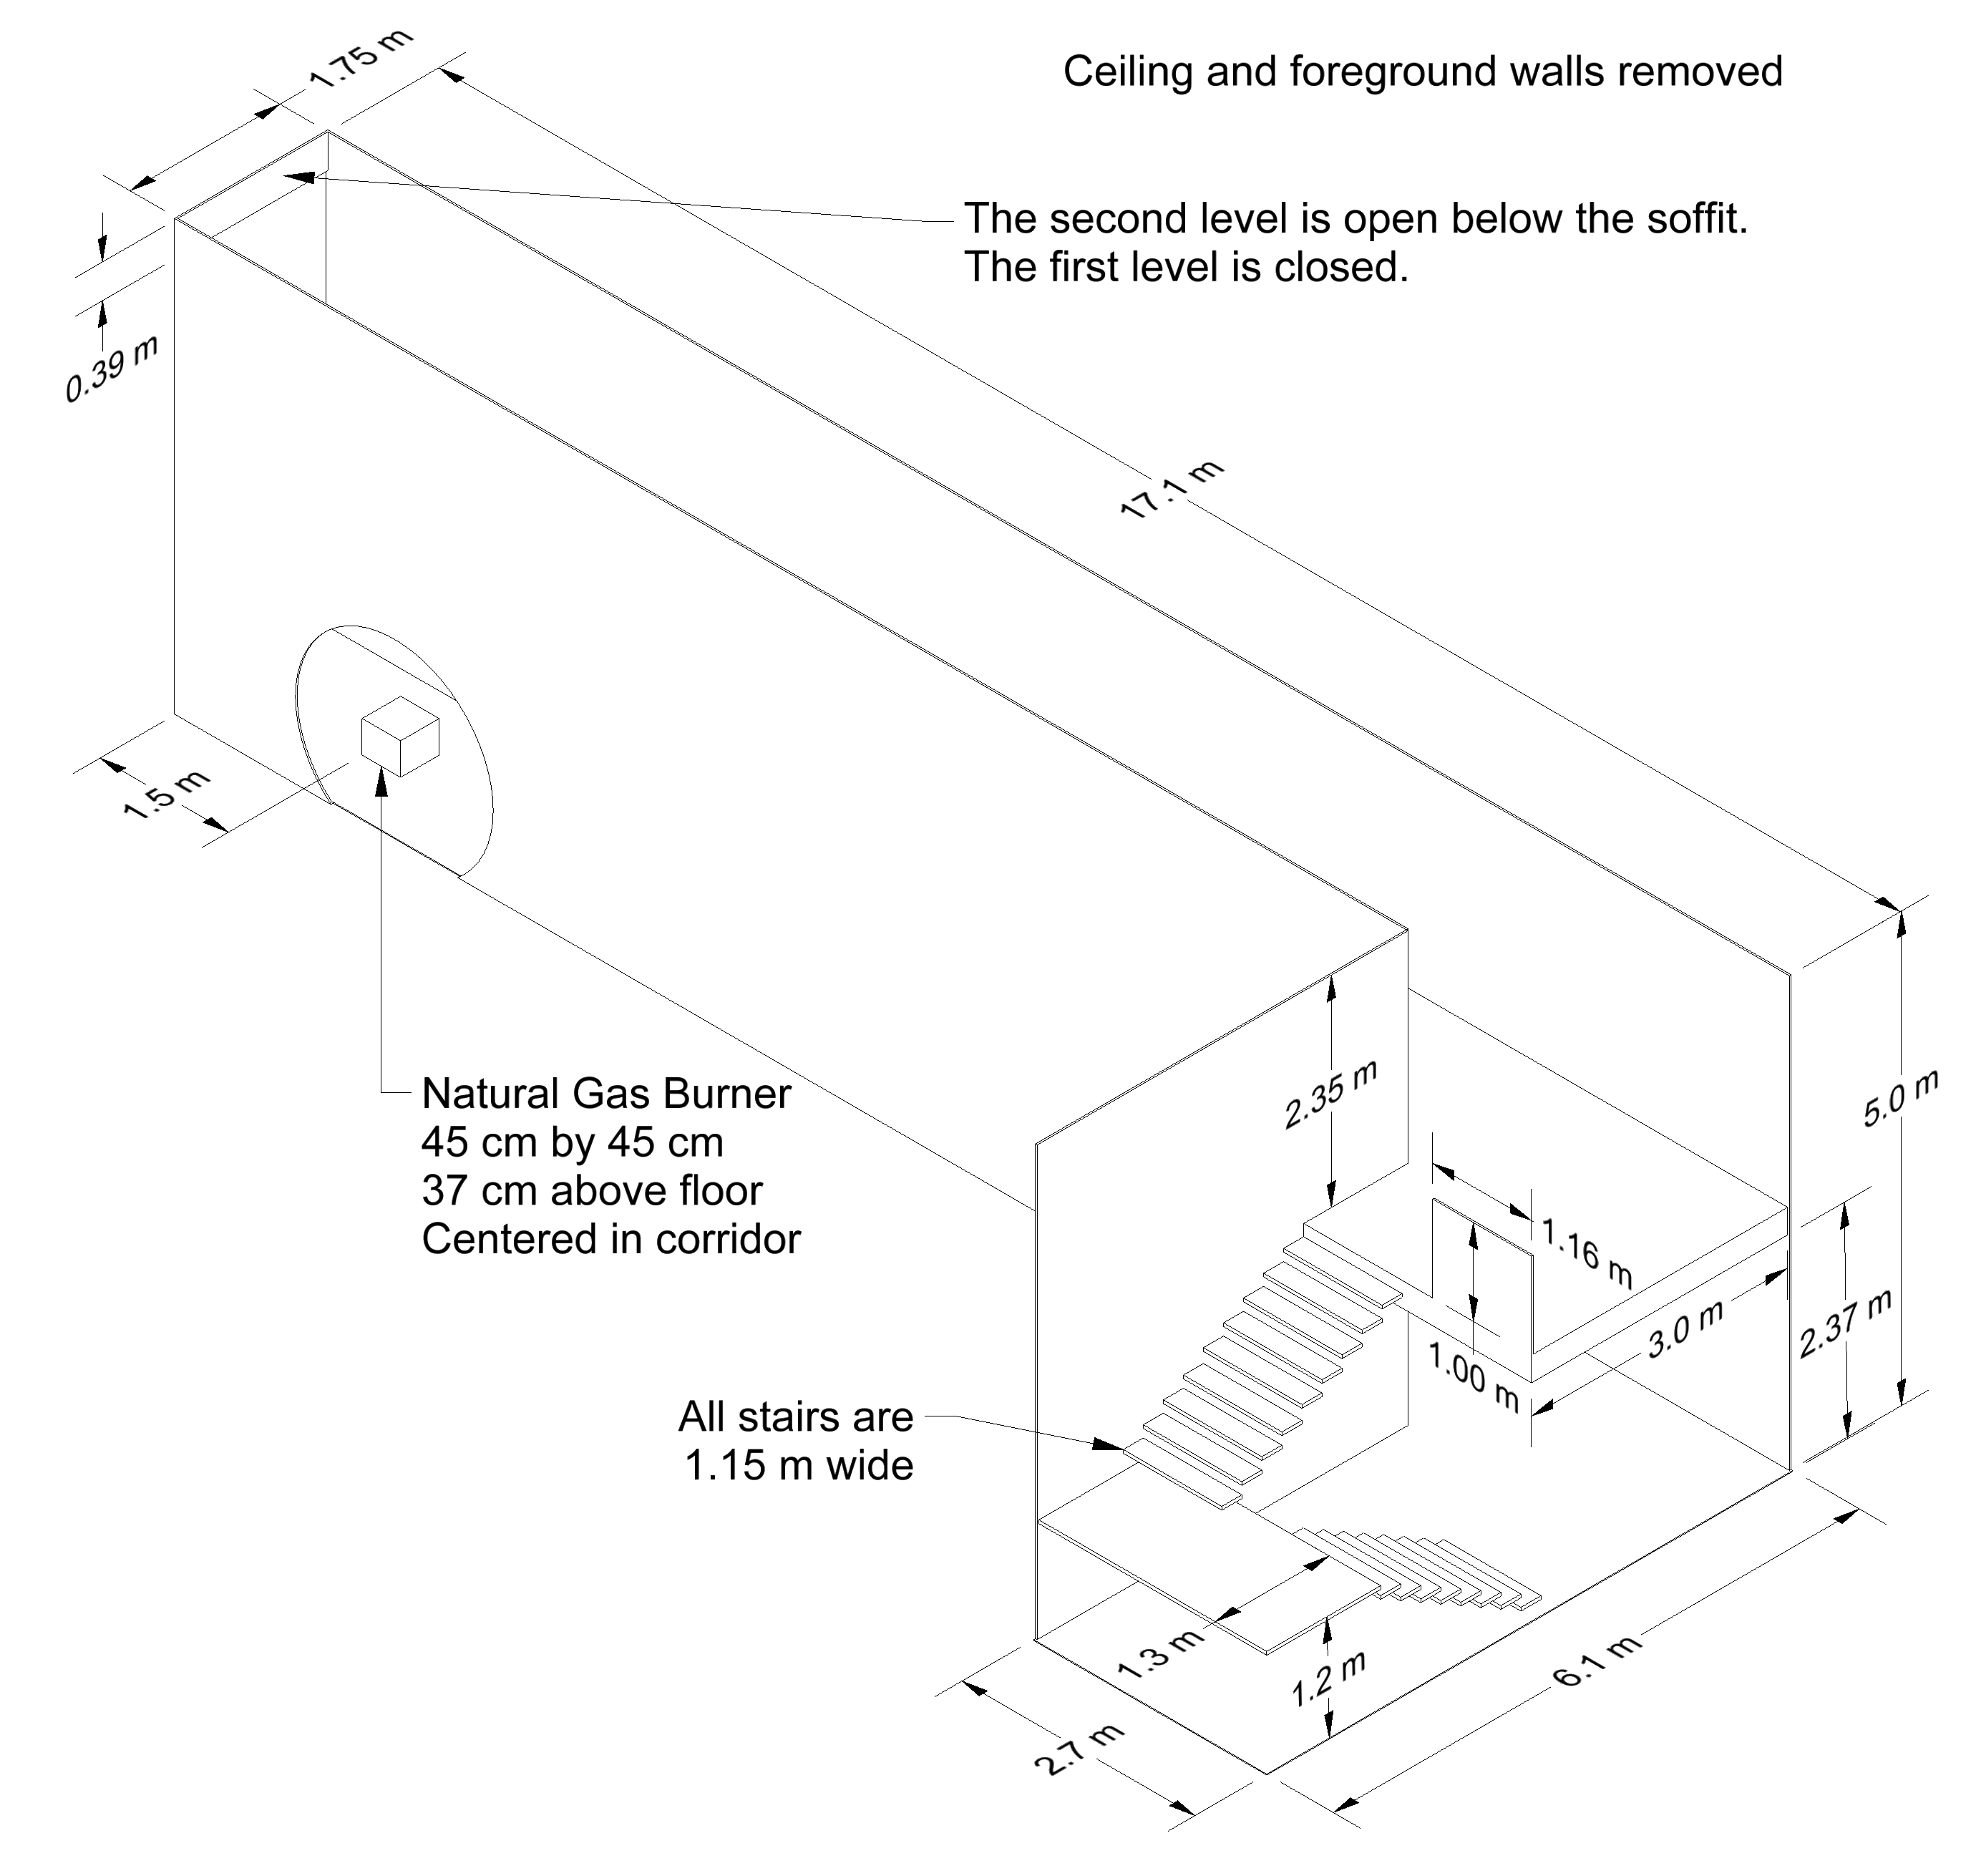 1.75 m
Ceiling and foreground walls removed
The second level is open below the soffit.
The first level is closed.
0.39 m
17.1 m
1.5 m
Natural Gas Burner
45 cm by 45 cm
37 cm above floor
Centered in corridor
2.35 m
5.0 m
1.16 m
3.0 m
2.37 m
1.00 m
All stairs are
1.15 m wide
1.3 m
1.2 m
6.1 m
2.7 m